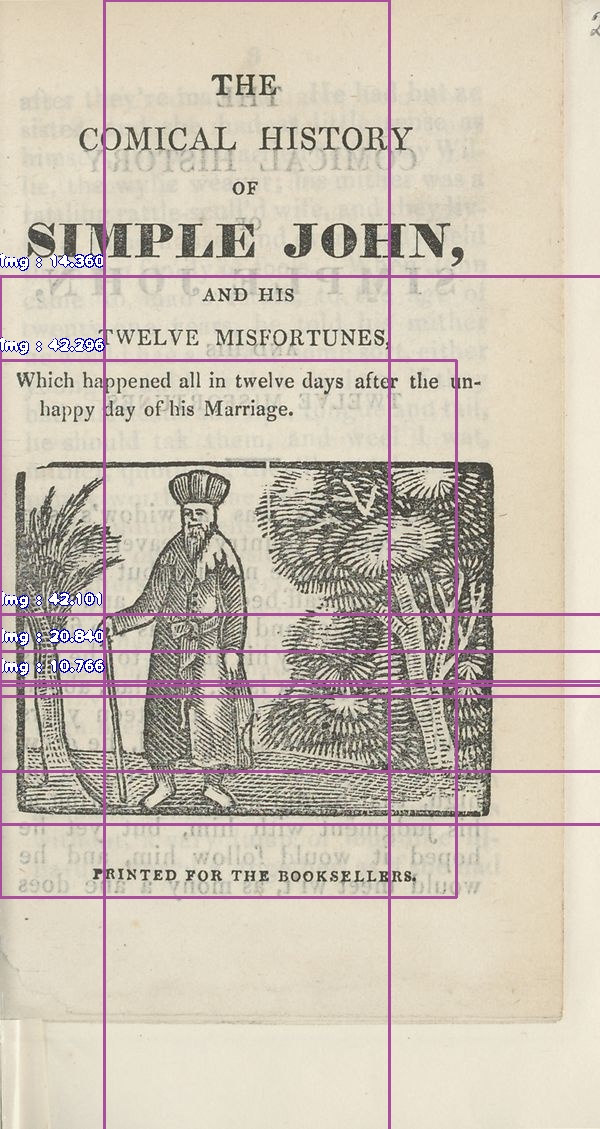 THE
COMICAL HISTORY
OF
SIMPLE JOHN,
AND HIS
TWELVE MISFORTUNES,
Which happened all in twelve days after the un-
happy day of his Marriage.
PRINTED FOR THE BOOKSELLERS.
img : 14.360
img : 42.296
img : 42.101
img : 20.840
img : 10.766